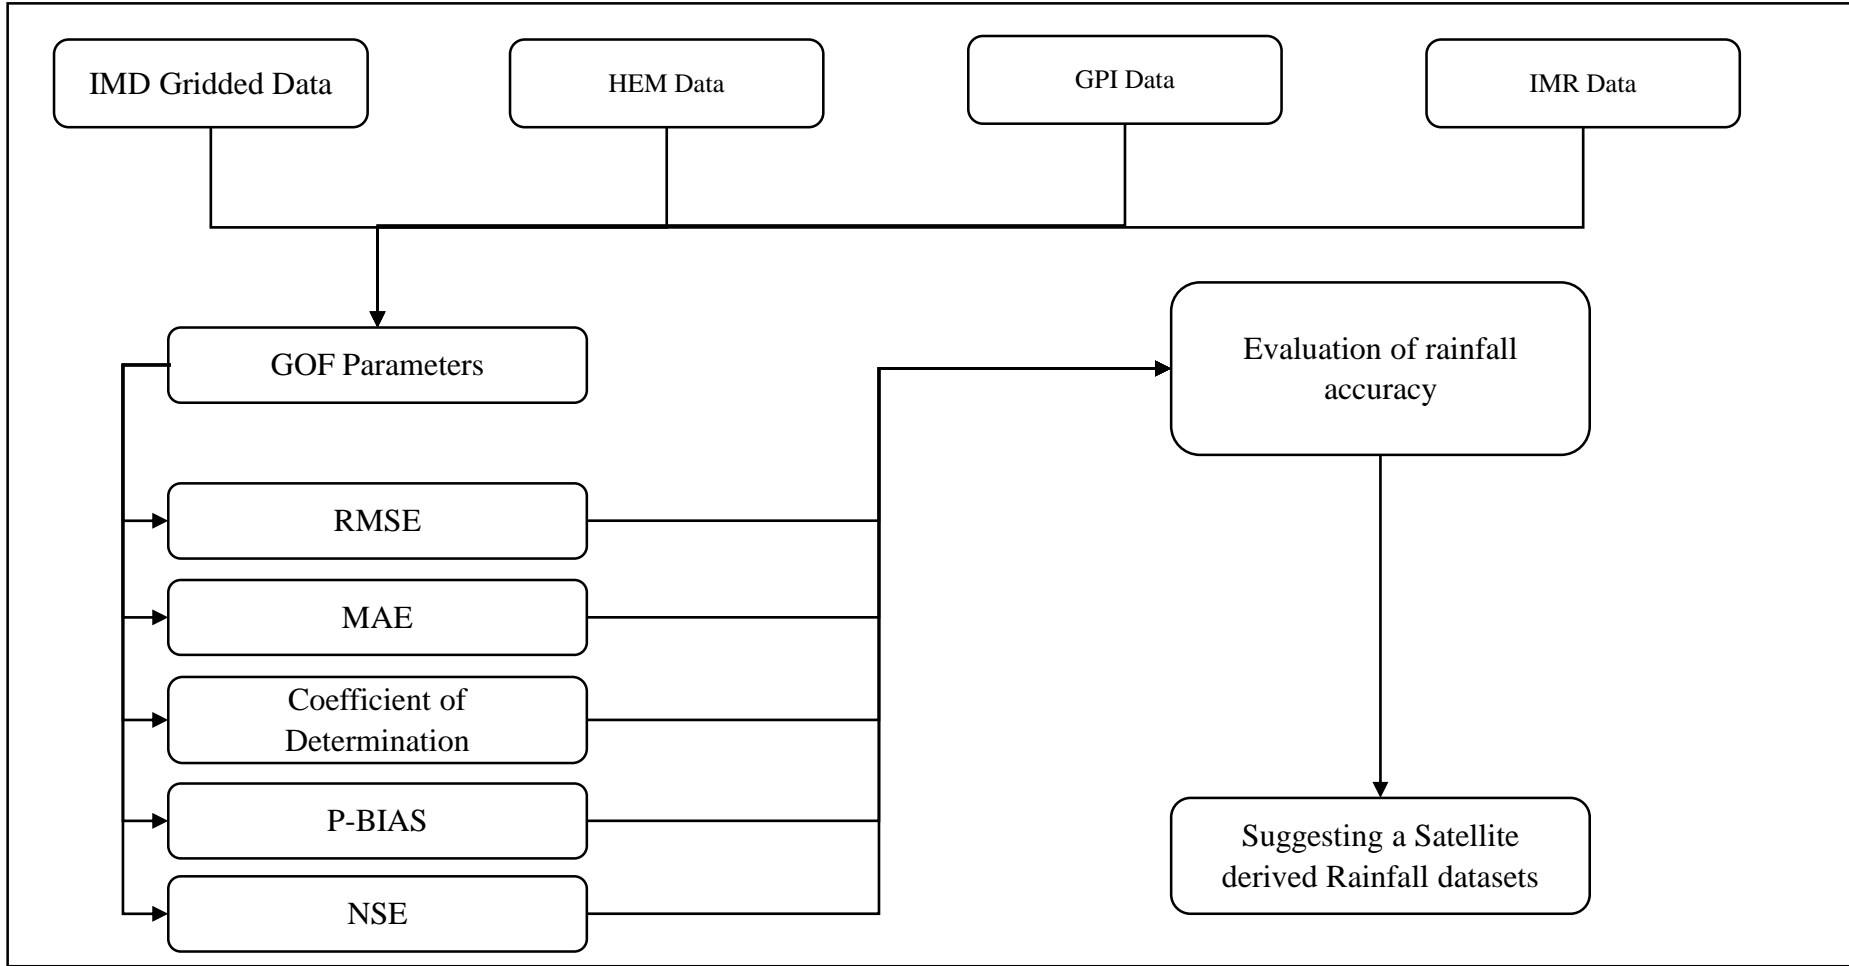 IMD Gridded Data
HEM Data
GPI Data
IMR Data
GOF Parameters
RMSE
MAE
Coefficient of
Determination
P-BIAS
NSE
Evaluation of rainfall
accuracy
Suggesting a Satellite
derived Rainfall datasets